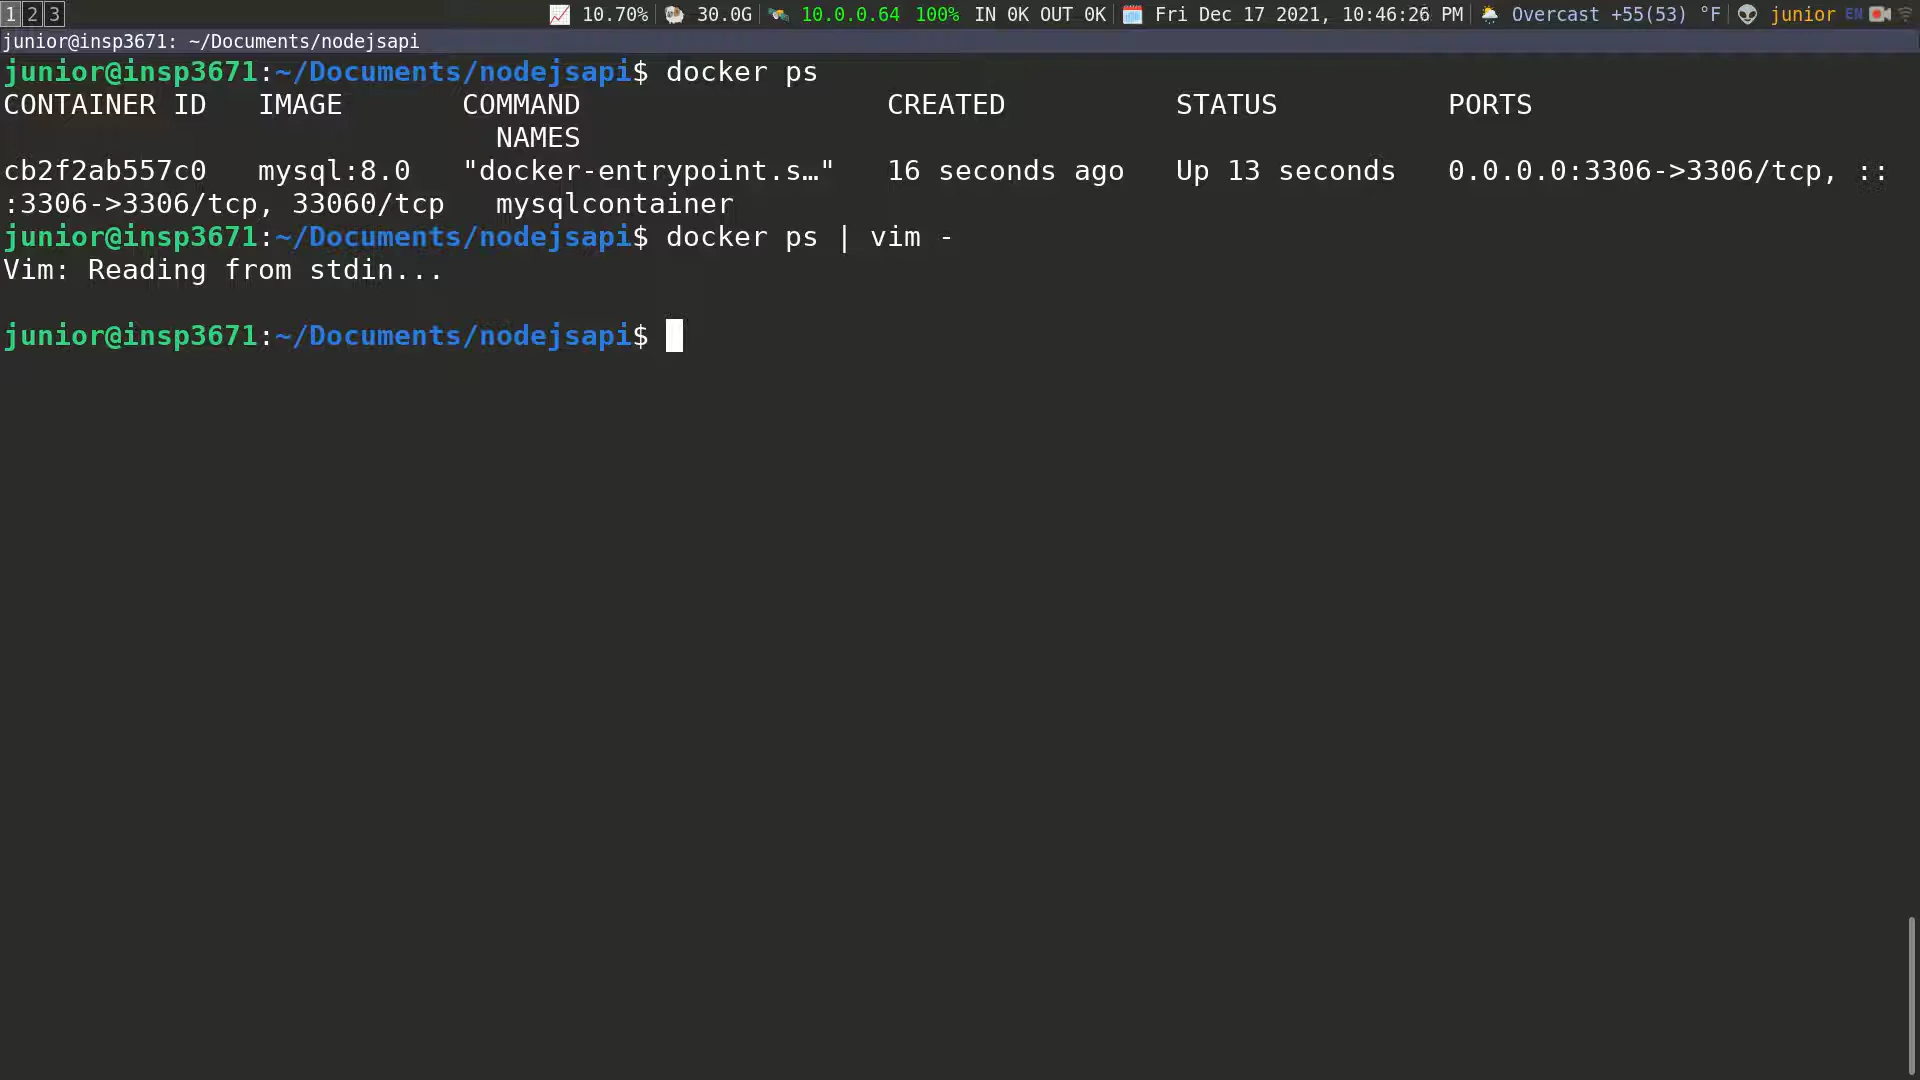 1 2 3 10.70% 30.0G 10.0.0.64 100% IN 0K OUT 0K Fri Dec 17 2021, 10:46:26 PM Overcast +55(53) °F junior EN
junior@insp3671: ~/Documents/nodejsapi
junior@insp3671:~/Documents/nodejsapi$ docker ps
CONTAINER ID   IMAGE       COMMAND                  CREATED          STATUS          PORTS
                             NAMES
cb2f2ab557c0   mysql:8.0   "docker-entrypoint.s…"   16 seconds ago   Up 13 seconds   0.0.0.0:3306->3306/tcp, ::
:3306->3306/tcp, 33060/tcp   mysqlcontainer
junior@insp3671:~/Documents/nodejsapi$ docker ps | vim -
Vim: Reading from stdin...
junior@insp3671:~/Documents/nodejsapi$